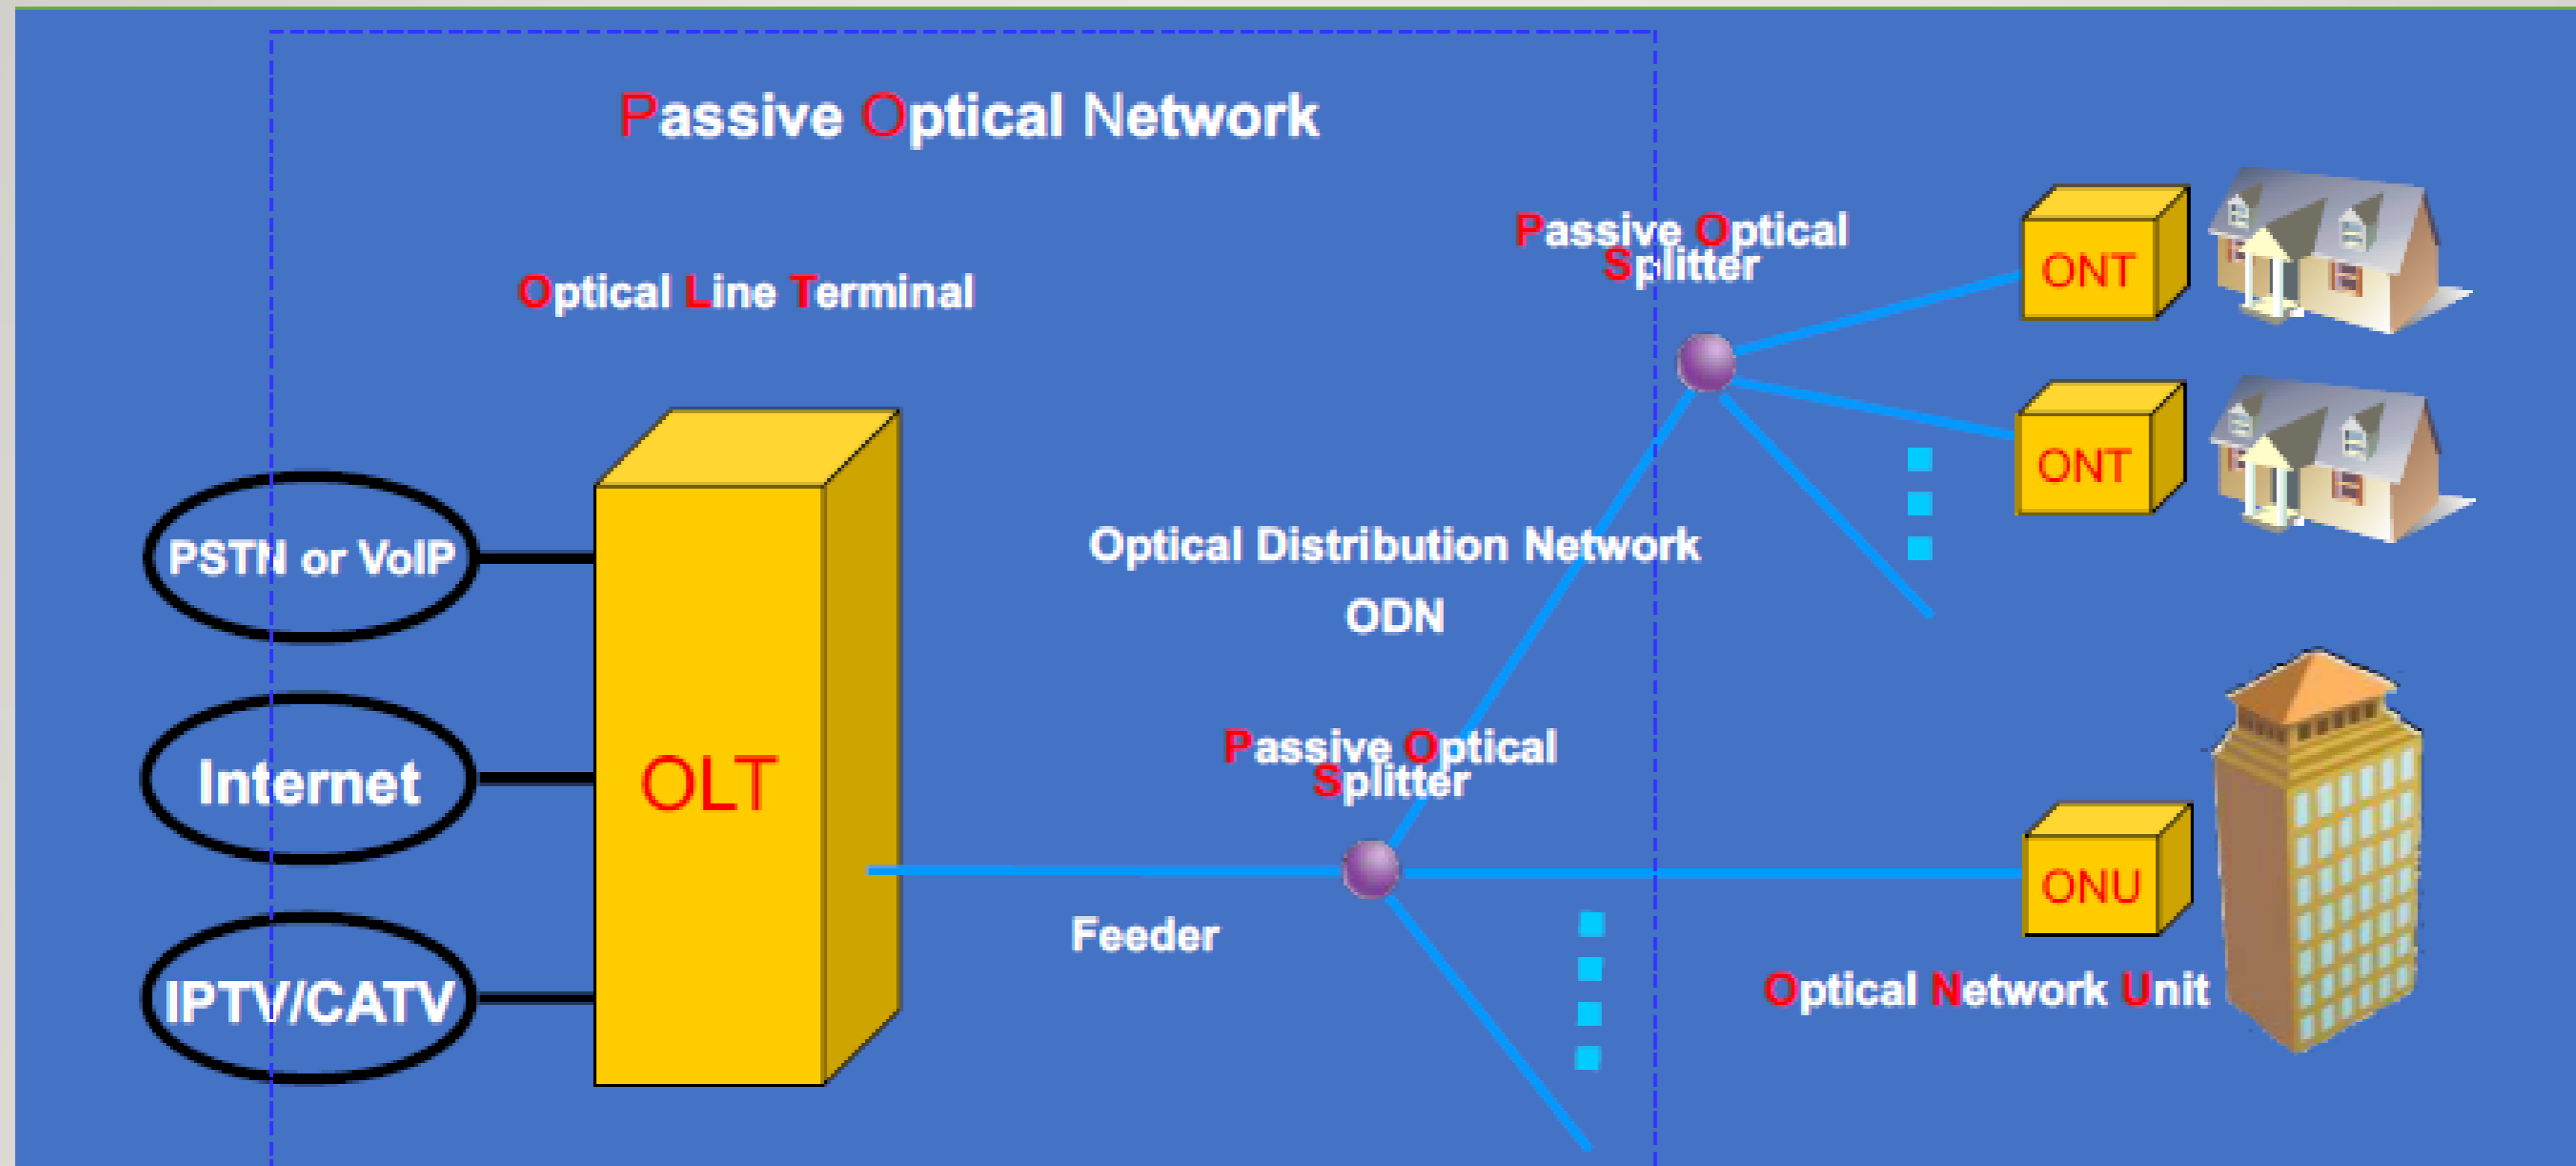 Passive Optical Network
Passive Optical
Splitter
ONT
Optical Line Terminal
ONT
PSTN or VoIP
Optical Distribution Network
ODN
Passive Optical
Splitter
Internet
OLT
ONU
Feeder
IPTV/CATV
Optical Network Unit